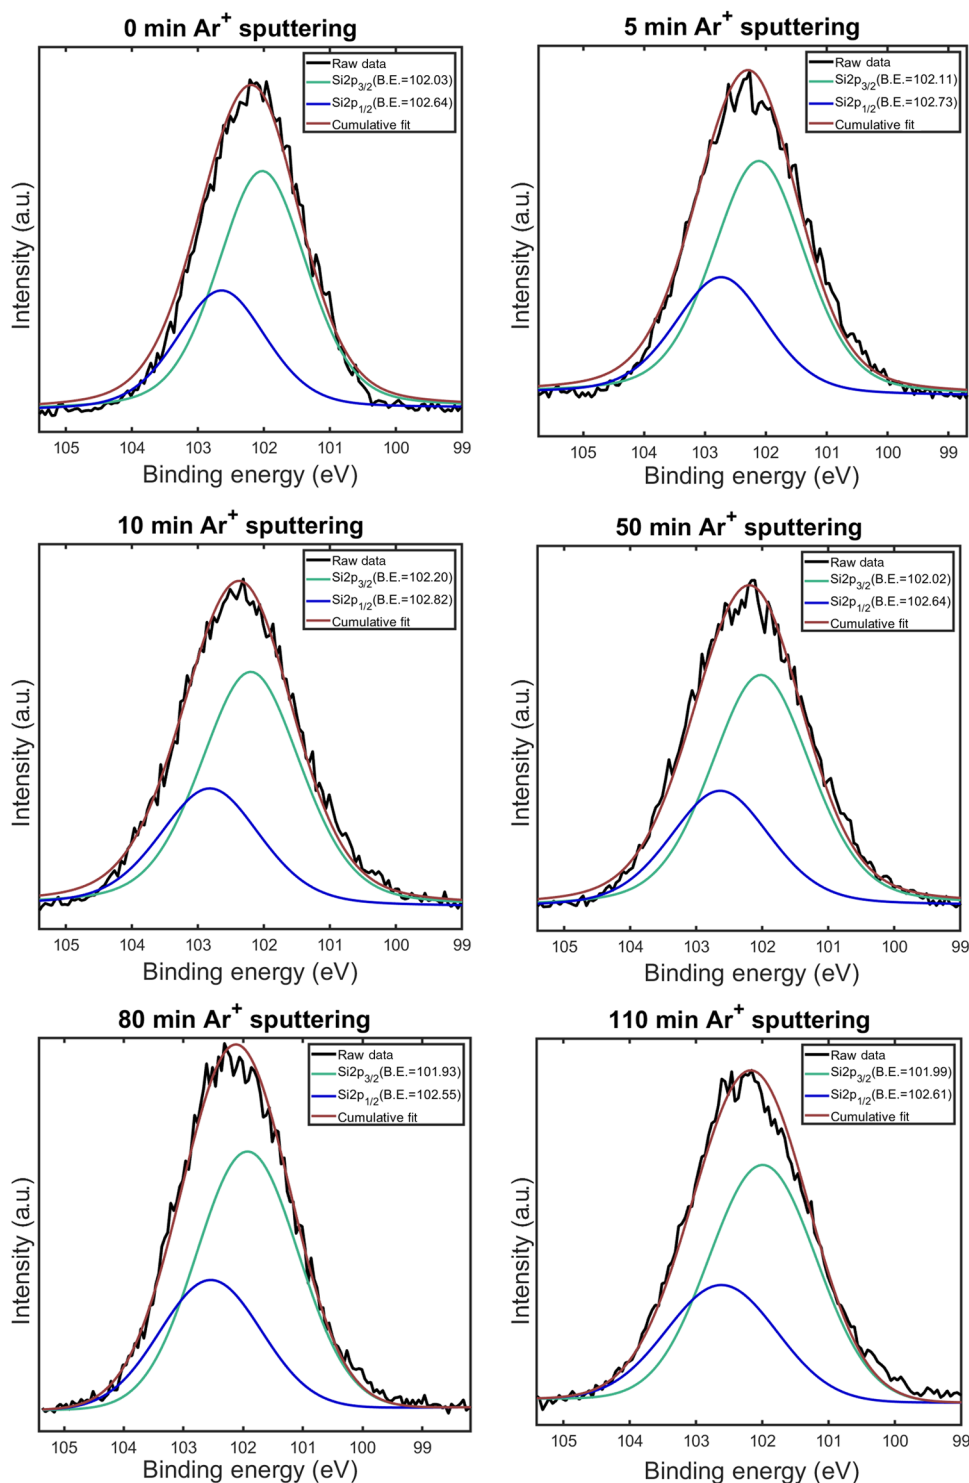 0 min Ar⁺ sputtering
Raw data
Si2p₃/₂(B.E.=102.03)
Si2p₁/₂(B.E.=102.64)
Cumulative fit
Intensity (a.u.)
105 104 103 102 101 100 99
Binding energy (eV)
5 min Ar⁺ sputtering
Raw data
Si2p₃/₂(B.E.=102.11)
Si2p₁/₂(B.E.=102.73)
Cumulative fit
Intensity (a.u.)
105 104 103 102 101 100 99
Binding energy (eV)
10 min Ar⁺ sputtering
Raw data
Si2p₃/₂(B.E.=102.20)
Si2p₁/₂(B.E.=102.82)
Cumulative fit
Intensity (a.u.)
105 104 103 102 101 100 99
Binding energy (eV)
50 min Ar⁺ sputtering
Raw data
Si2p₃/₂(B.E.=102.02)
Si2p₁/₂(B.E.=102.64)
Cumulative fit
Intensity (a.u.)
105 104 103 102 101 100 99
Binding energy (eV)
80 min Ar⁺ sputtering
Raw data
Si2p₃/₂(B.E.=101.93)
Si2p₁/₂(B.E.=102.55)
Cumulative fit
Intensity (a.u.)
105 104 103 102 101 100 99
Binding energy (eV)
110 min Ar⁺ sputtering
Raw data
Si2p₃/₂(B.E.=101.99)
Si2p₁/₂(B.E.=102.61)
Cumulative fit
Intensity (a.u.)
105 104 103 102 101 100 99
Binding energy (eV)